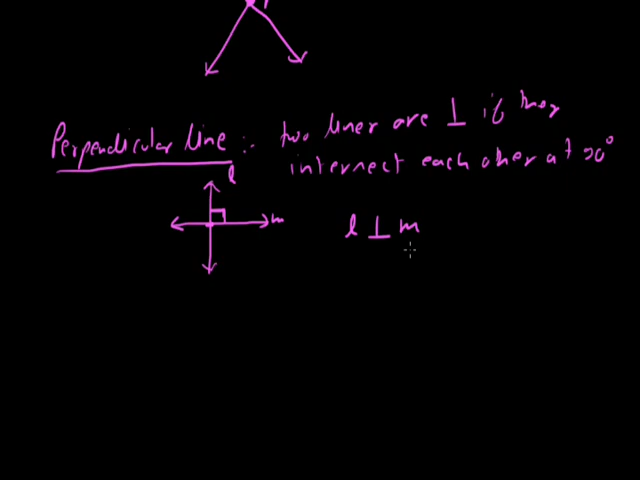 Perpendicular line :- two lines are ⊥ if they
intersect each other at 90°
l
m
l ⊥ m